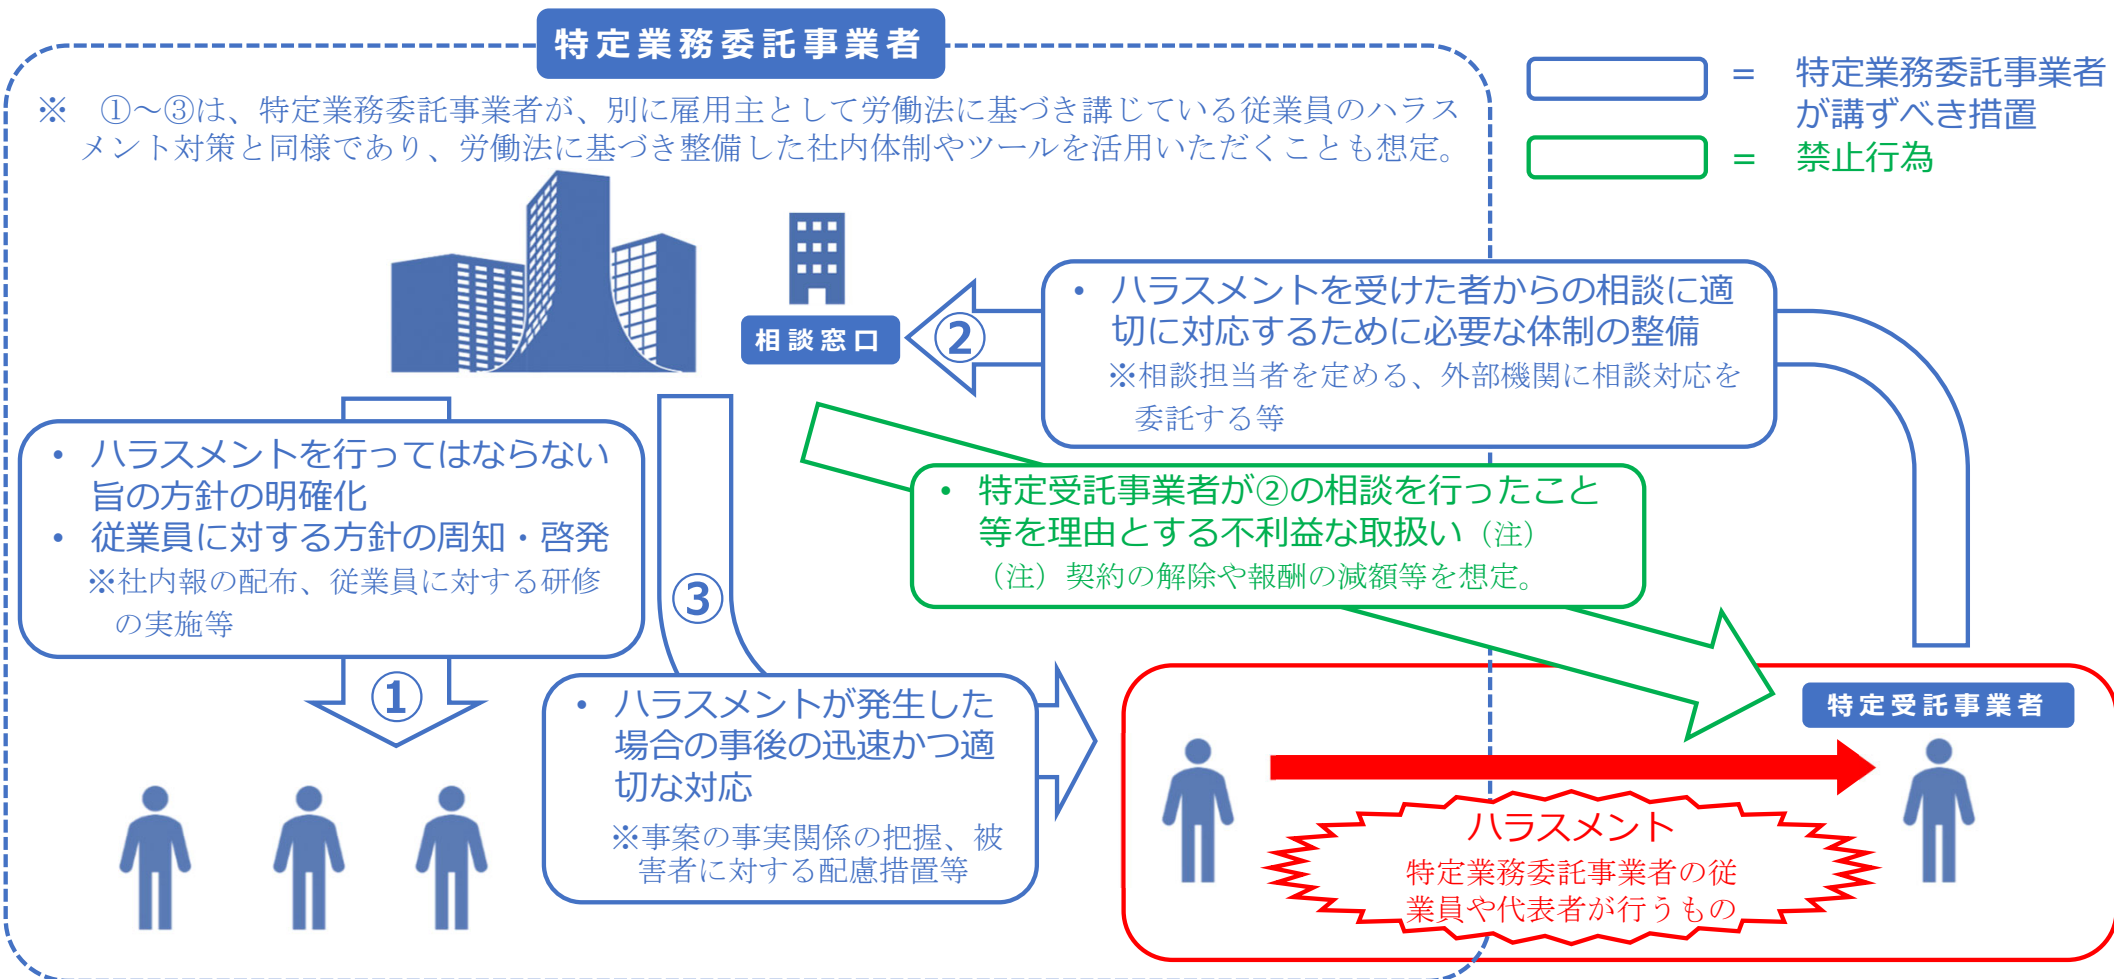 特定業務委託事業者
※　①～③は、特定業務委託事業者が、別に雇用主として労働法に基づき講じている従業員のハラス
メント対策と同様であり、労働法に基づき整備した社内体制やツールを活用いただくことも想定。
=　特定業務委託事業者
が講ずべき措置
=　禁止行為
相談窓口
②
• ハラスメントを受けた者からの相談に適
切に対応するために必要な体制の整備
※相談担当者を定める、外部機関に相談対応を
委託する等
• ハラスメントを行ってはならない
旨の方針の明確化
• 従業員に対する方針の周知・啓発
※社内報の配布、従業員に対する研修
の実施等
①
• 特定受託事業者が②の相談を行ったこと
等を理由とする不利益な取扱い（注）
（注）契約の解除や報酬の減額等を想定。
③
• ハラスメントが発生した
場合の事後の迅速かつ適
切な対応
※事案の事実関係の把握、被
害者に対する配慮措置等
特定受託事業者
ハラスメント
特定業務委託事業者の従
業員や代表者が行うもの